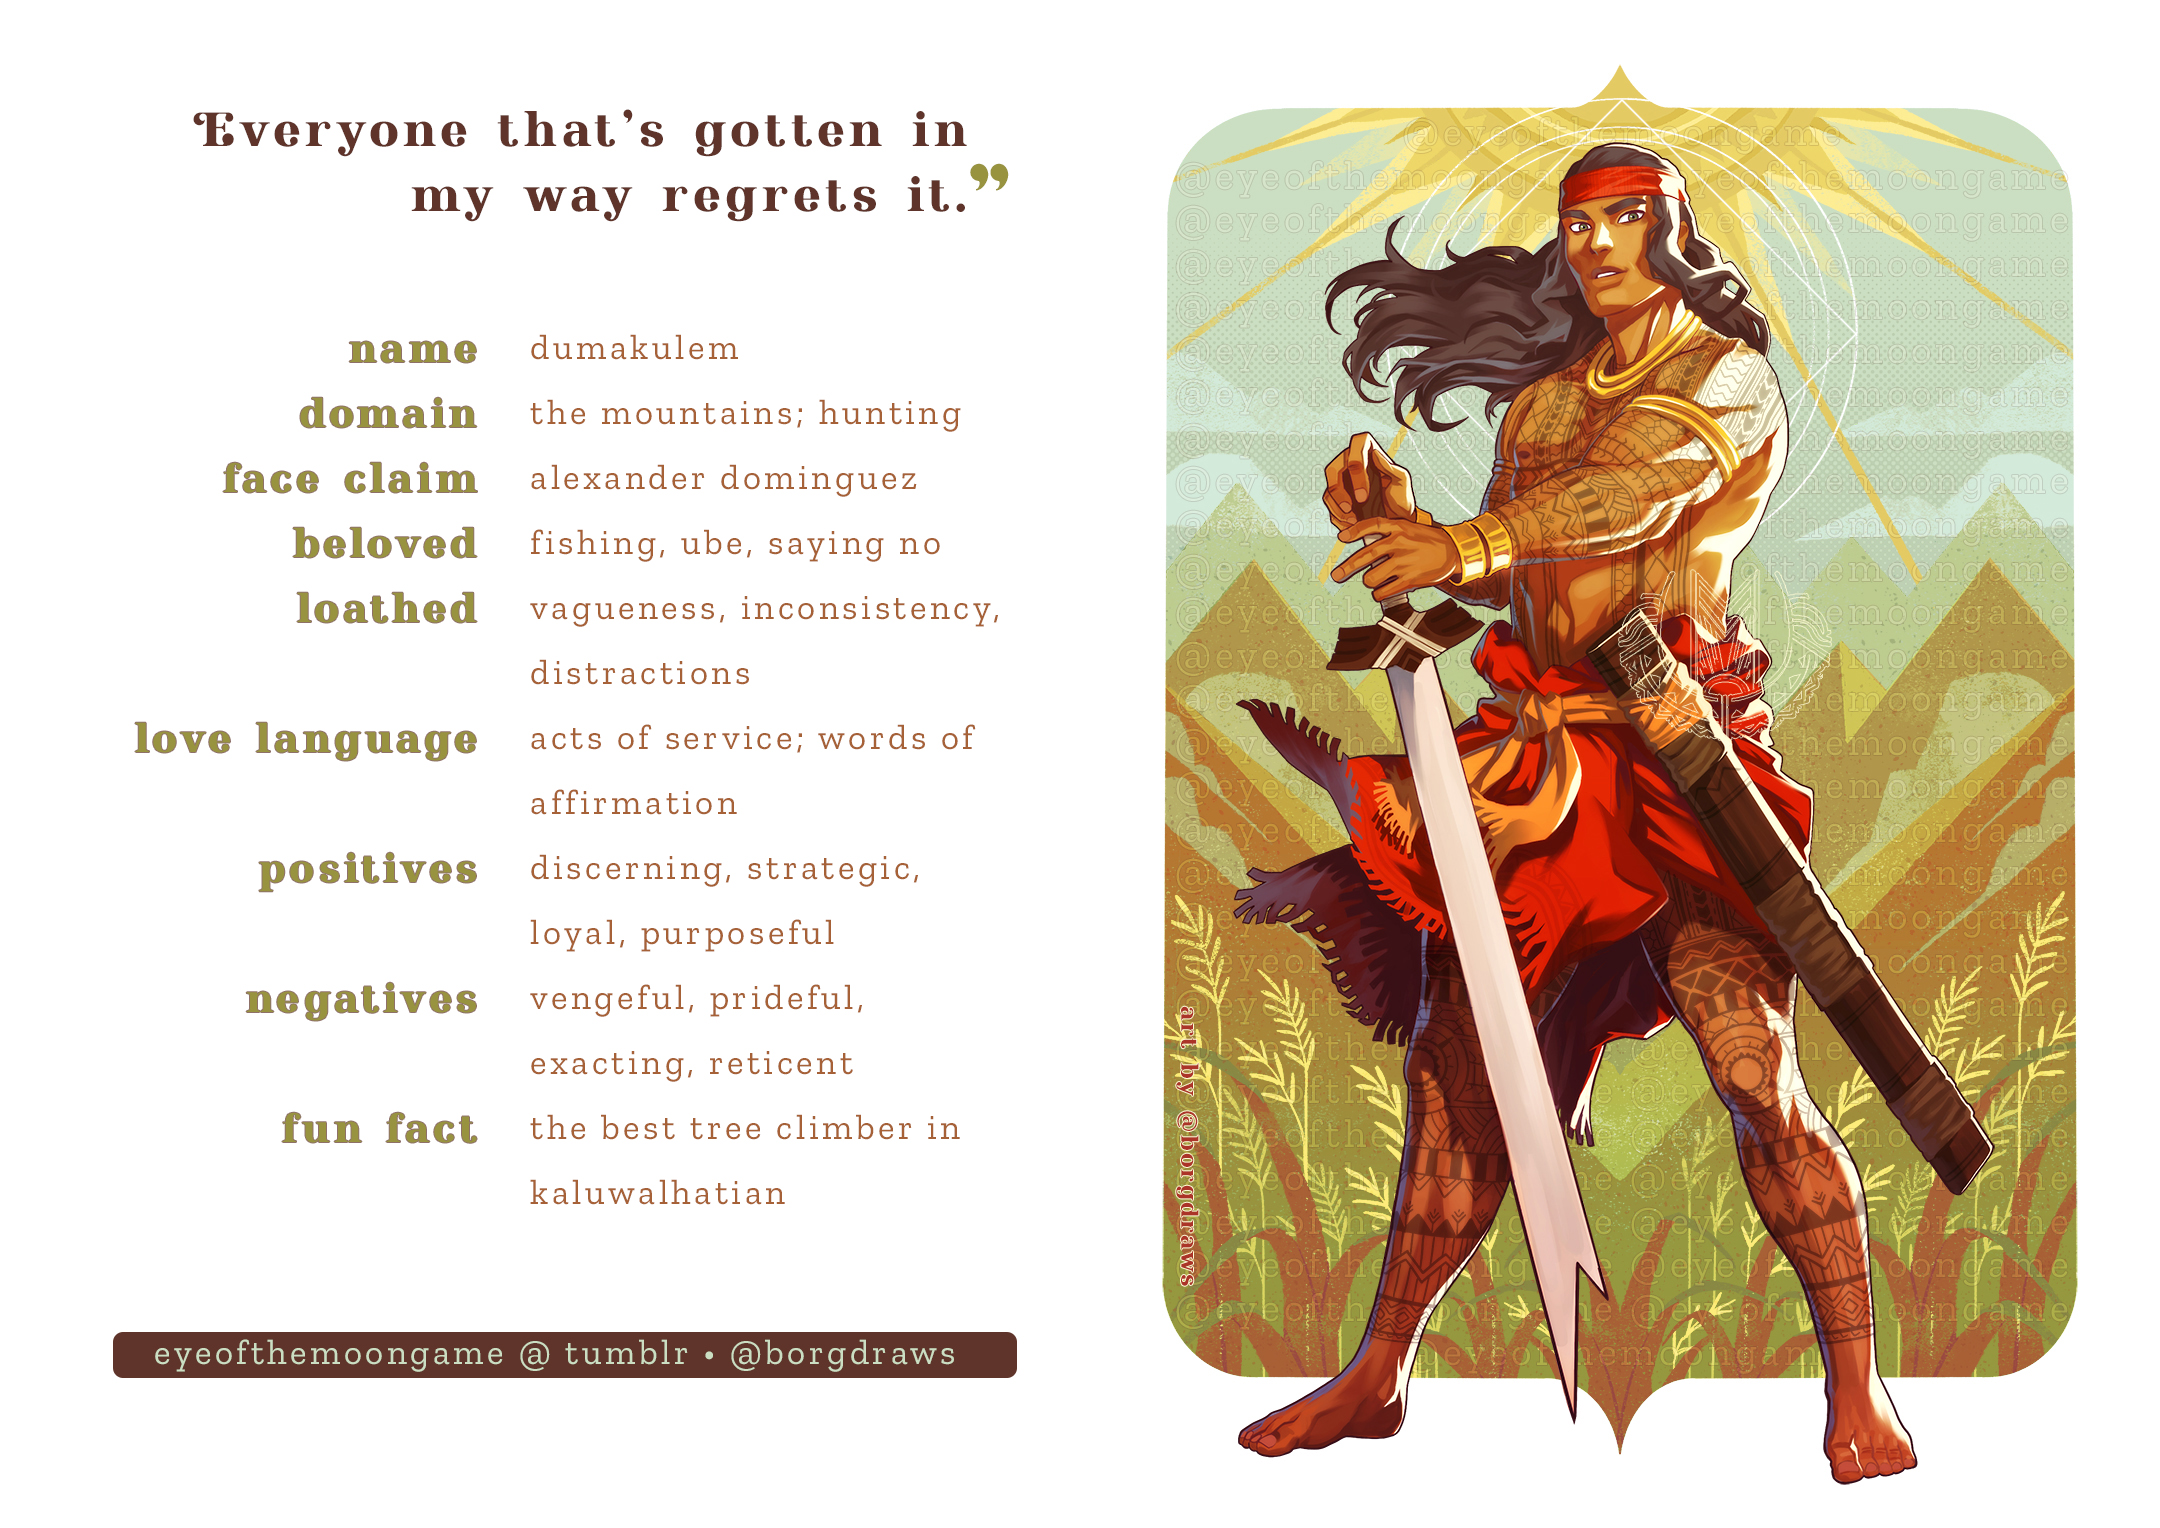 Everyone that’s gotten in
my way regrets it.”
name dumakulem
domain the mountains; hunting
face claim alexander dominguez
beloved fishing, ube, saying no
loathed vagueness, inconsistency,
distractions
love language acts of service; words of
affirmation
positives discerning, strategic,
loyal, purposeful
negatives vengeful, prideful,
exacting, reticent
fun fact the best tree climber in
kaluwalhatian
eyeofthemoongame @ tumblr • @borgdraws
art by @borgdraws
@eyeofthemoongame